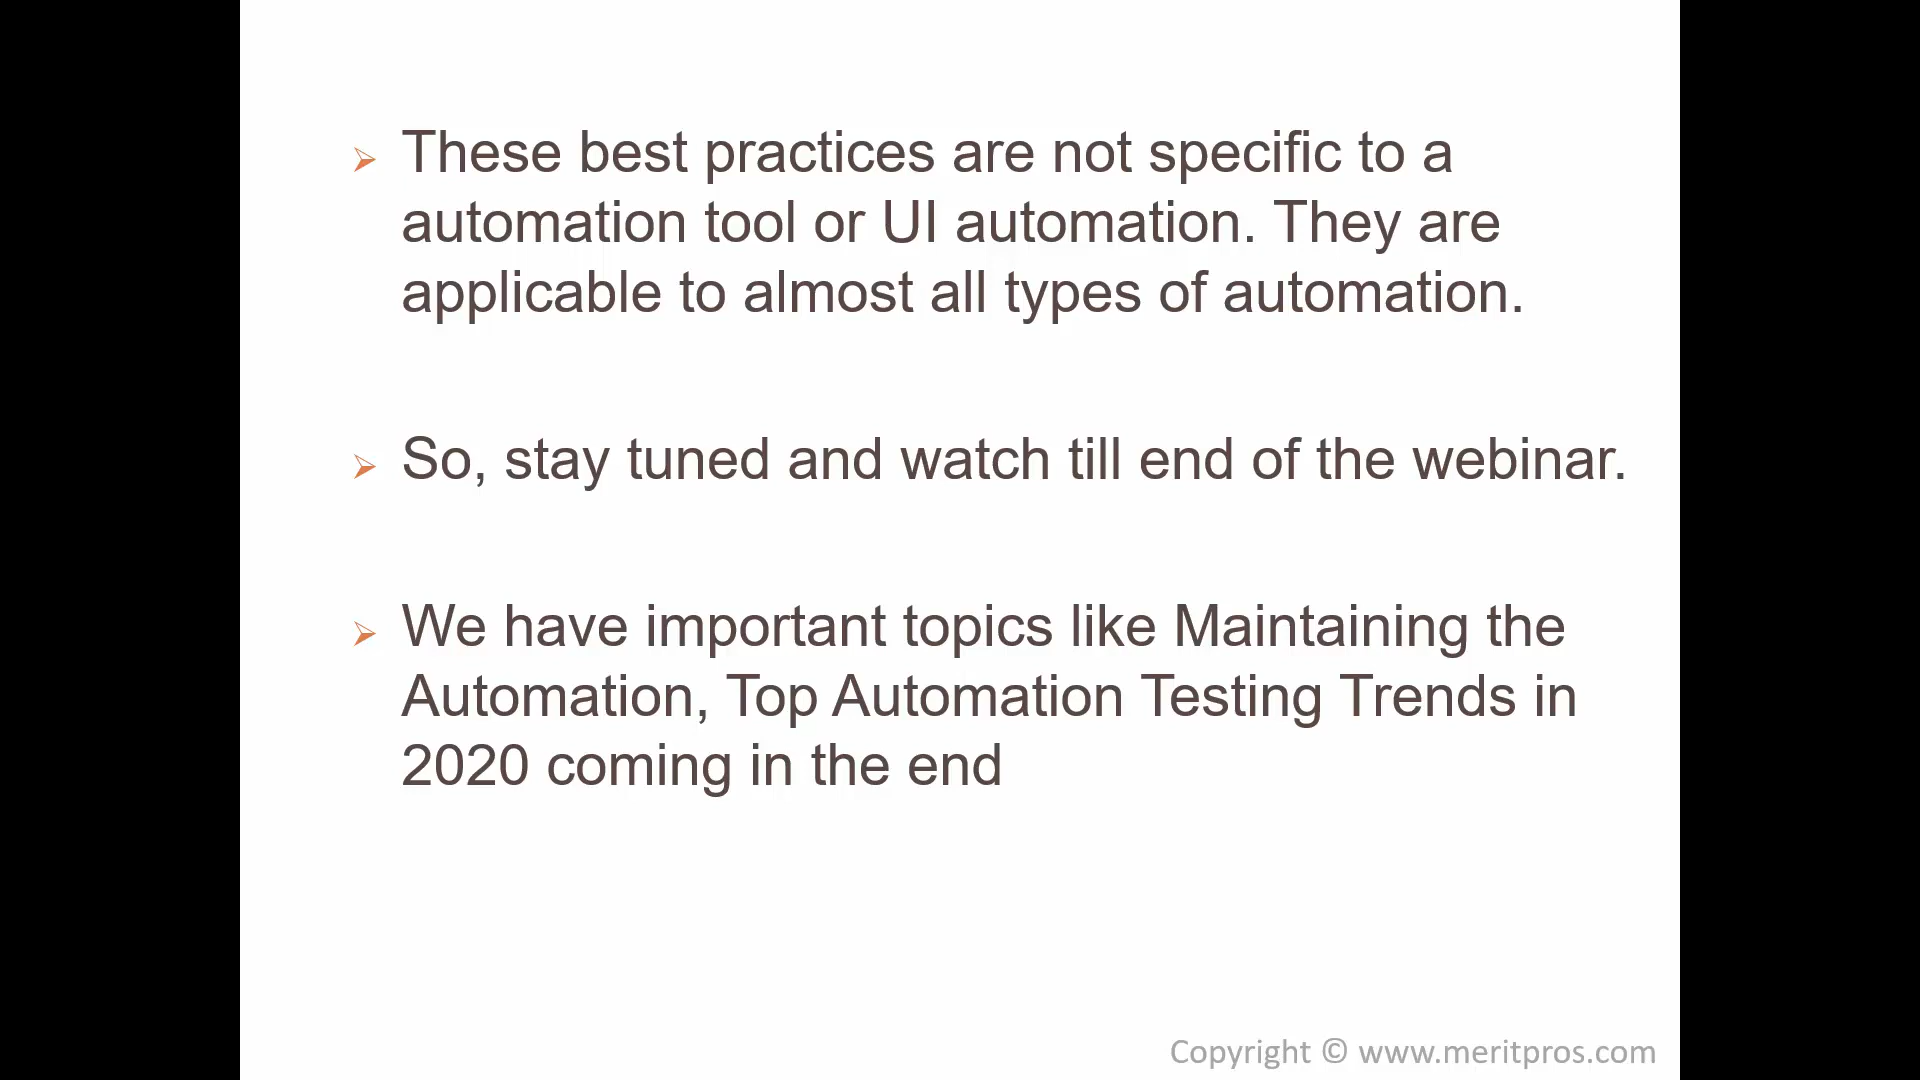 These best practices are not specific to a
automation tool or UI automation. They are
applicable to almost all types of automation.
So, stay tuned and watch till end of the webinar.
We have important topics like Maintaining the
Automation, Top Automation Testing Trends in
2020 coming in the end
Copyright © www.meritpros.com